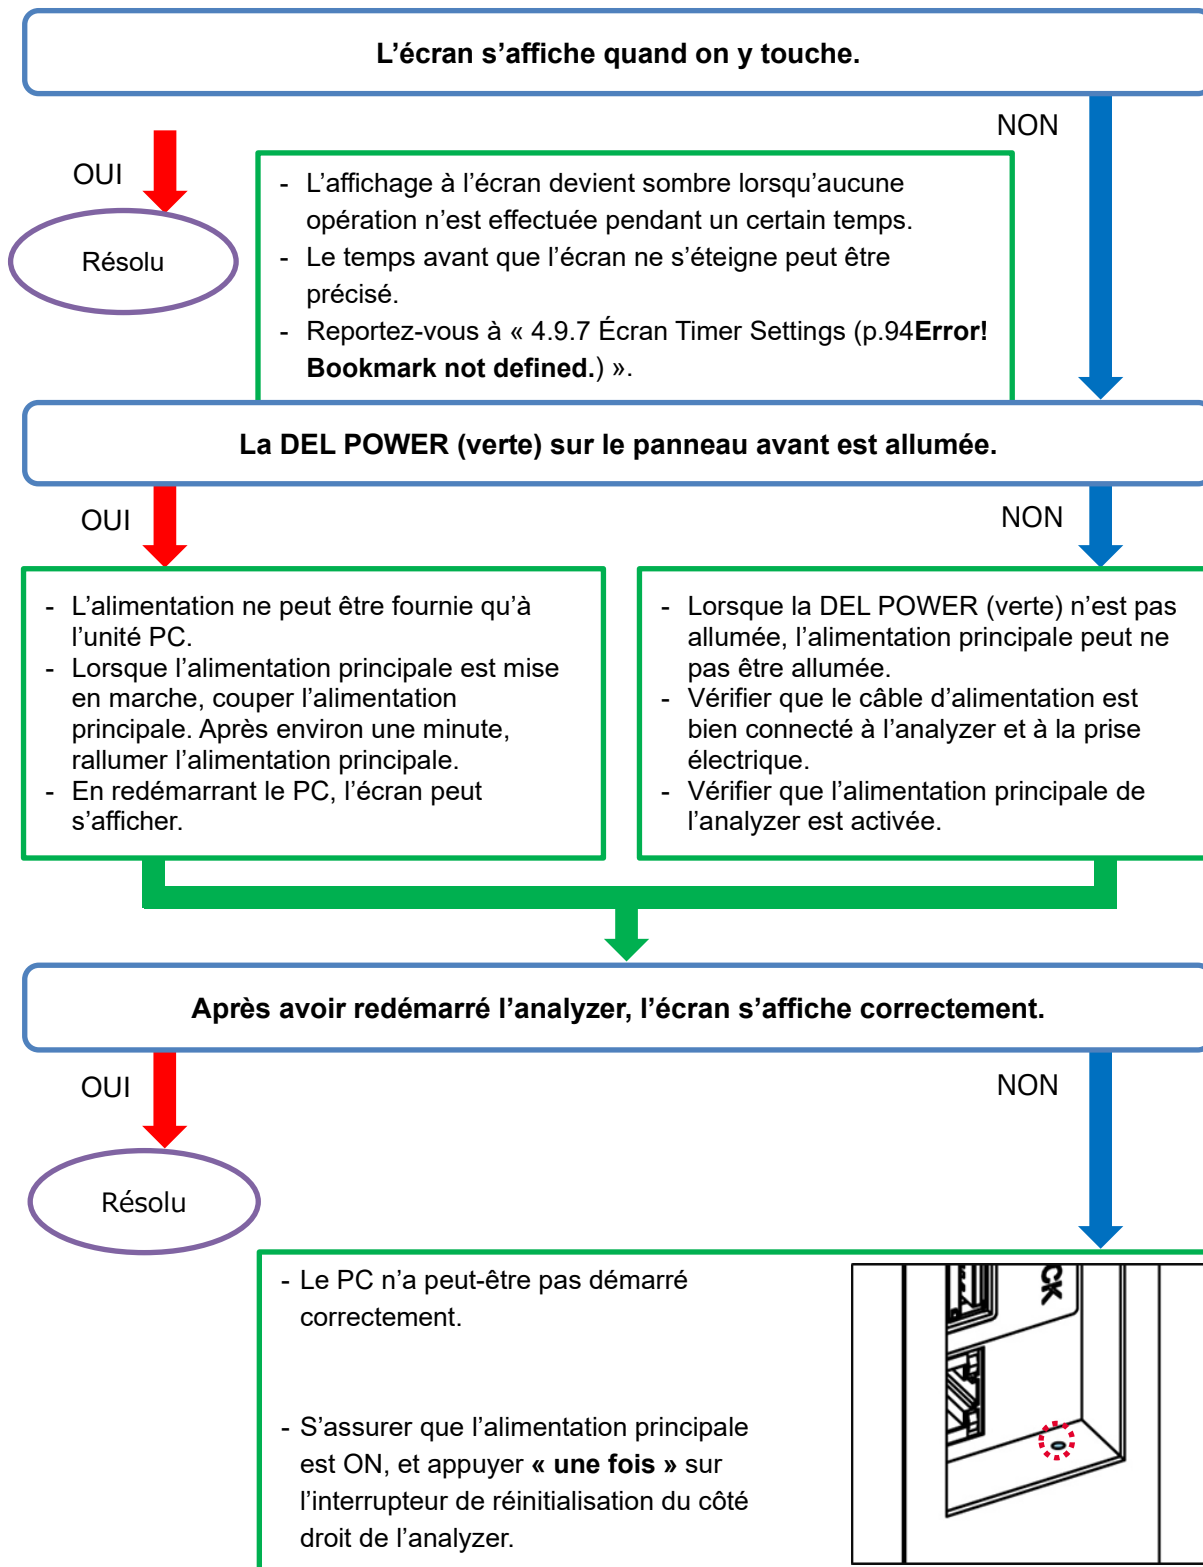 L’écran s’affiche quand on y touche.
NON
OUI
Résolu
- L’affichage à l’écran devient sombre lorsqu’aucune
opération n’est effectuée pendant un certain temps.
- Le temps avant que l’écran ne s’éteigne peut être
précisé.
- Reportez-vous à « 4.9.7 Écran Timer Settings (p.94Error!
Bookmark not defined.) ».
La DEL POWER (verte) sur le panneau avant est allumée.
OUI
NON
- L’alimentation ne peut être fournie qu’à
l’unité PC.
- Lorsque l’alimentation principale est mise
en marche, couper l’alimentation
principale. Après environ une minute,
rallumer l’alimentation principale.
- En redémarrant le PC, l’écran peut
s’afficher.
- Lorsque la DEL POWER (verte) n’est pas
allumée, l’alimentation principale peut ne
pas être allumée.
- Vérifier que le câble d’alimentation est
bien connecté à l’analyzer et à la prise
électrique.
- Vérifier que l’alimentation principale de
l’analyzer est activée.
Après avoir redémarré l’analyzer, l’écran s’affiche correctement.
OUI
NON
Résolu
- Le PC n’a peut-être pas démarré
correctement.
- S’assurer que l’alimentation principale
est ON, et appuyer « une fois » sur
l’interrupteur de réinitialisation du côté
droit de l’analyzer.
CK